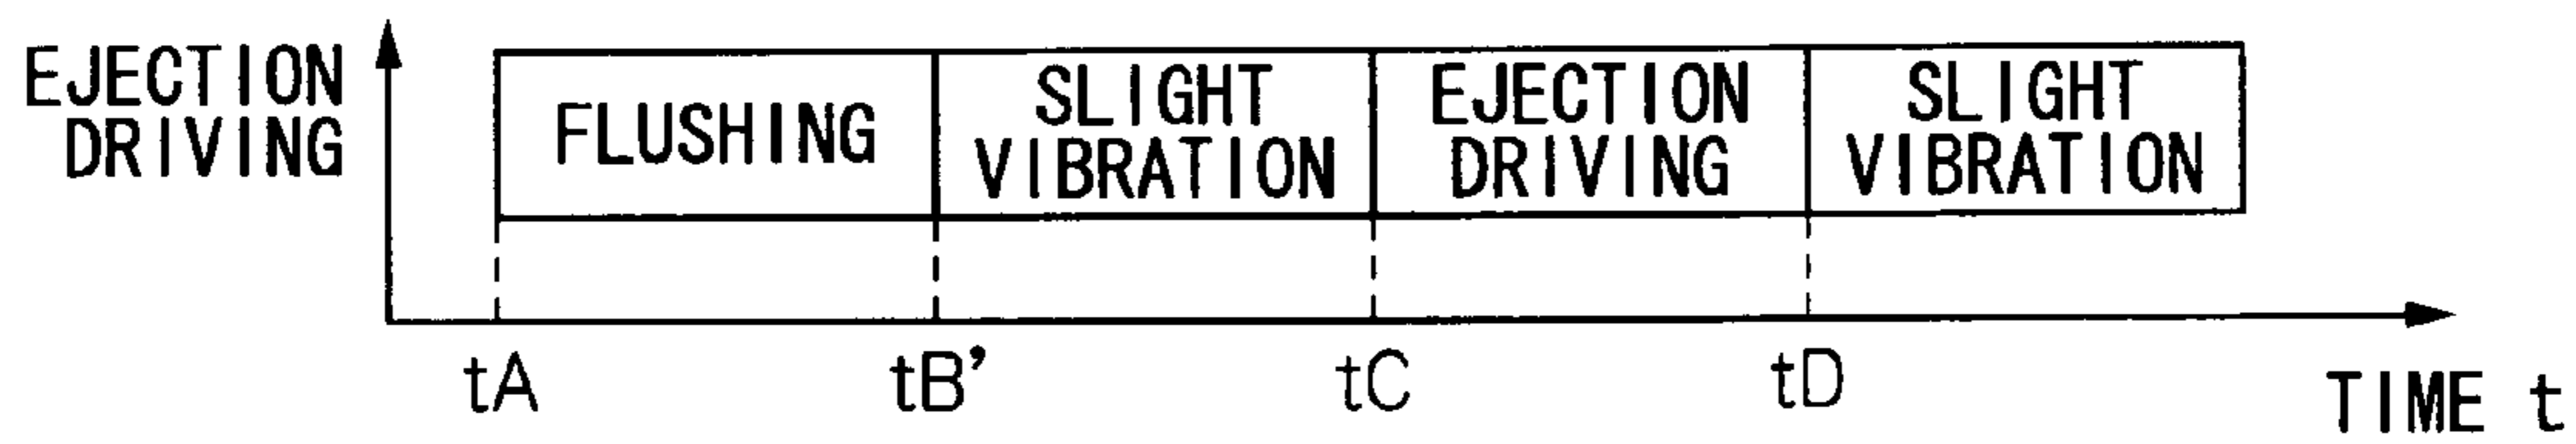 EJECTION
DRIVING
FLUSHING
SLIGHT
VIBRATION
EJECTION
DRIVING
SLIGHT
VIBRATION
tA
tB’
tC
tD
TIME t